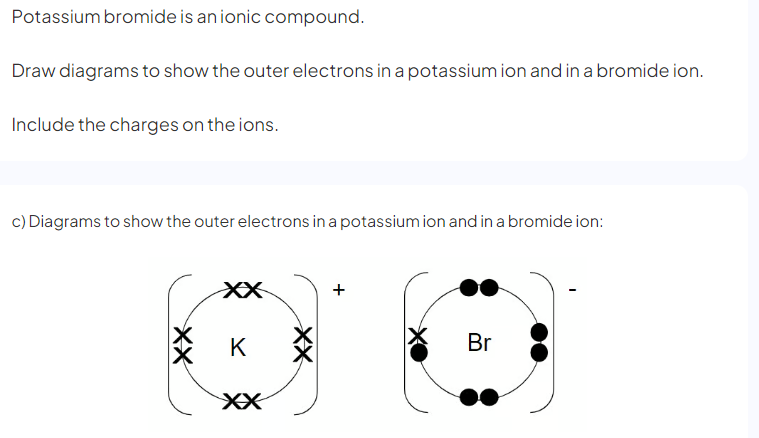 Potassium bromide is an ionic compound.
Draw diagrams to show the outer electrons in a potassium ion and in a bromide ion.
Include the charges on the ions.
c) Diagrams to show the outer electrons in a potassium ion and in a bromide ion:
+ -
K Br